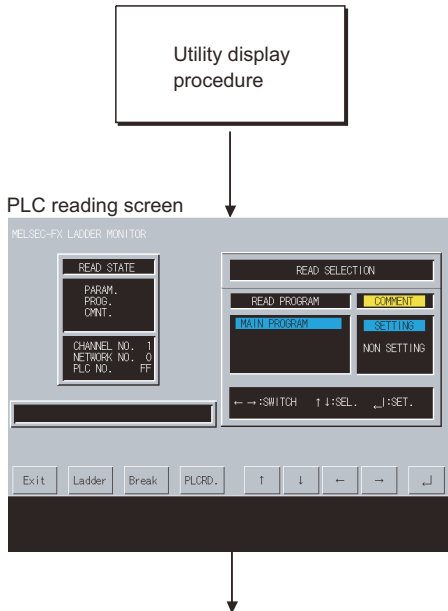 Utility display
procedure
PLC reading screen
MELSEC-FX LADDER MONITOR
READ STATE
PARAM.
PROG.
CMNT.
CHANNEL NO. 1
NETWORK NO. 0
PLC NO. FF
READ SELECTION
READ PROGRAM
COMMENT
MAIN PROGRAM
SETTING
NON SETTING
←→:SWITCH ↑↓:SEL. ↵:SET.
Exit Ladder Break PLCRD. ↑ ↓ ← → ↵